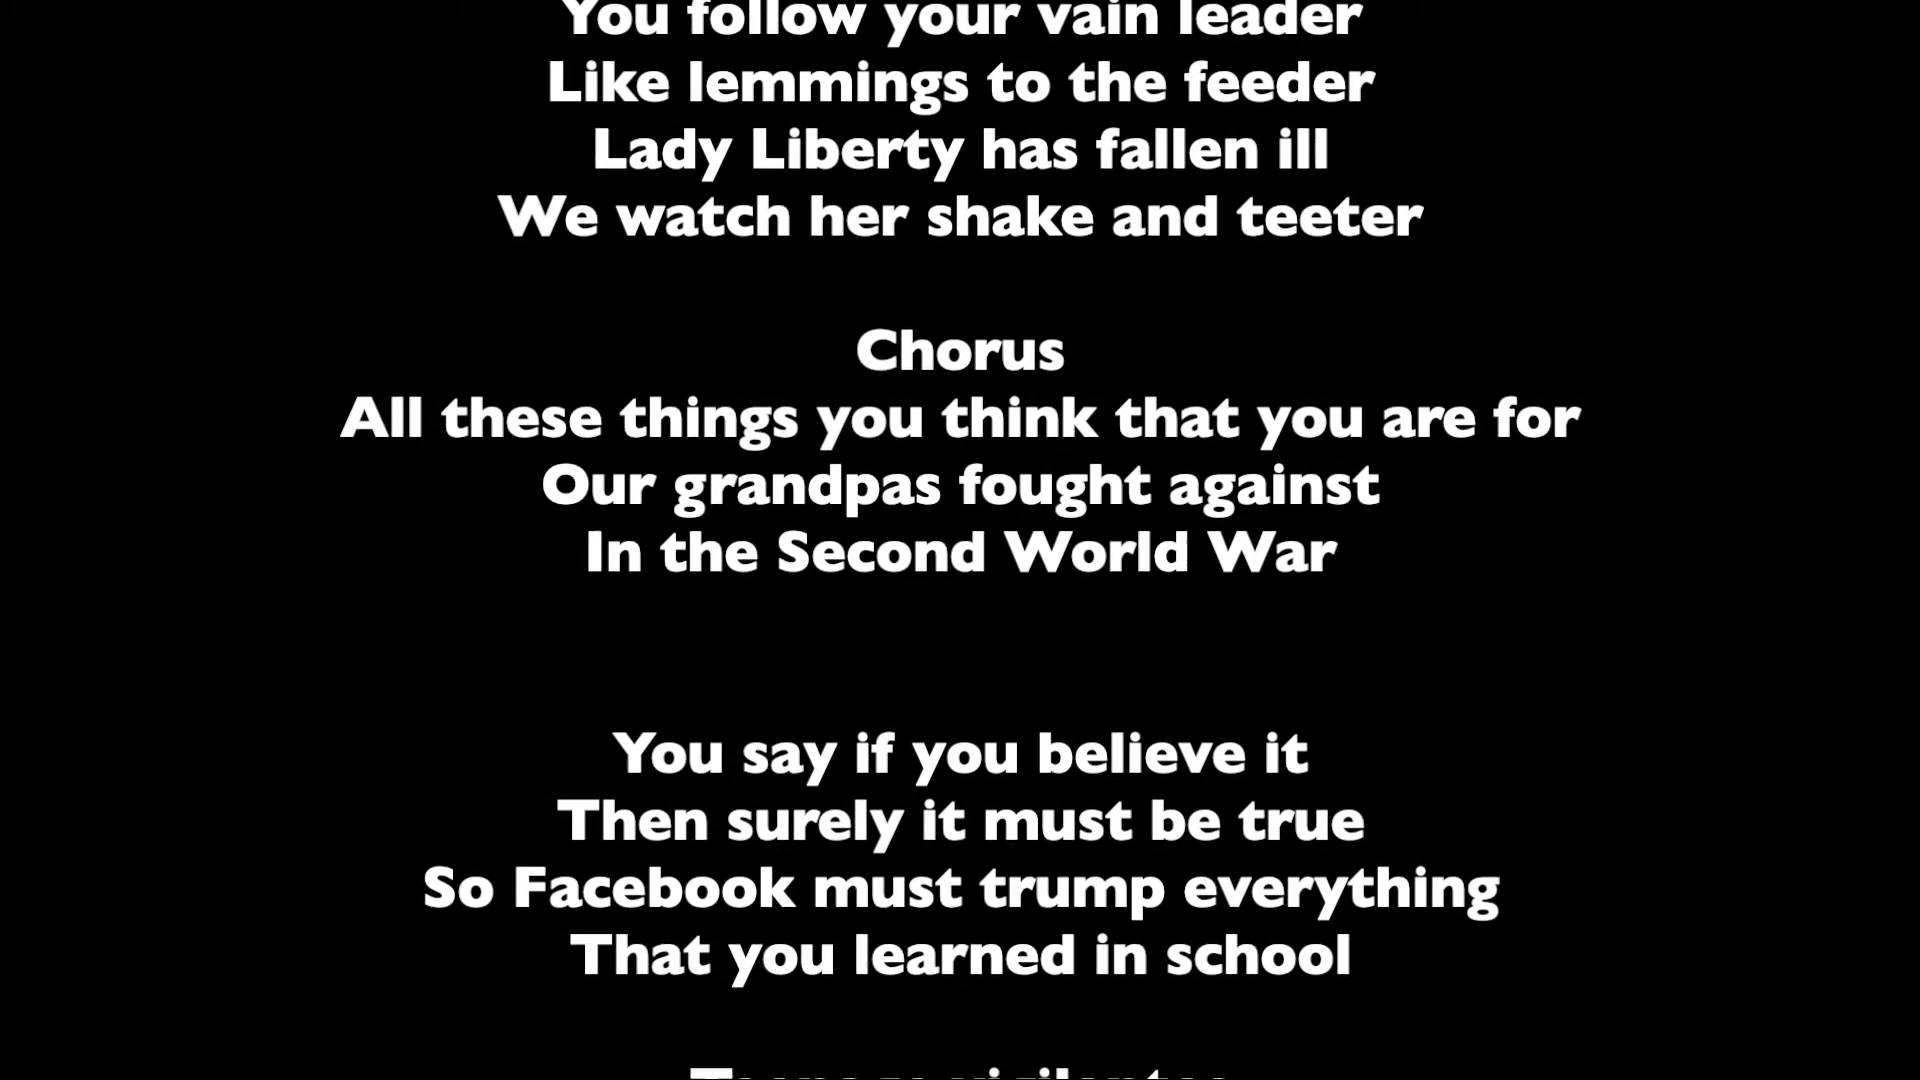 You follow your vain leader
Like lemmings to the feeder
Lady Liberty has fallen ill
We watch her shake and teeter
Chorus
All these things you think that you are for
Our grandpas fought against
In the Second World War
You say if you believe it
Then surely it must be true
So Facebook must trump everything
That you learned in school
Teenage vigilantes